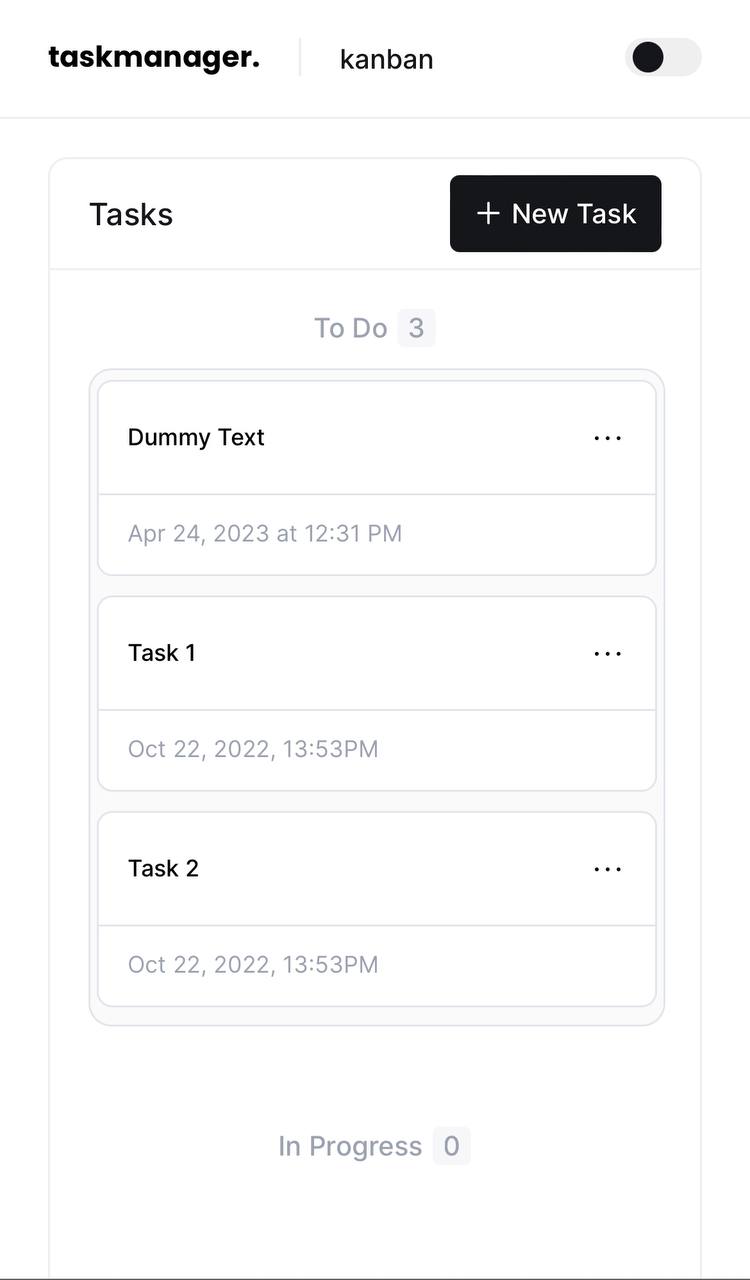 taskmanager. kanban
Tasks + New Task
To Do 3
Dummy Text ...
Apr 24, 2023 at 12:31 PM
Task 1 ...
Oct 22, 2022, 13:53PM
Task 2 ...
Oct 22, 2022, 13:53PM
In Progress 0